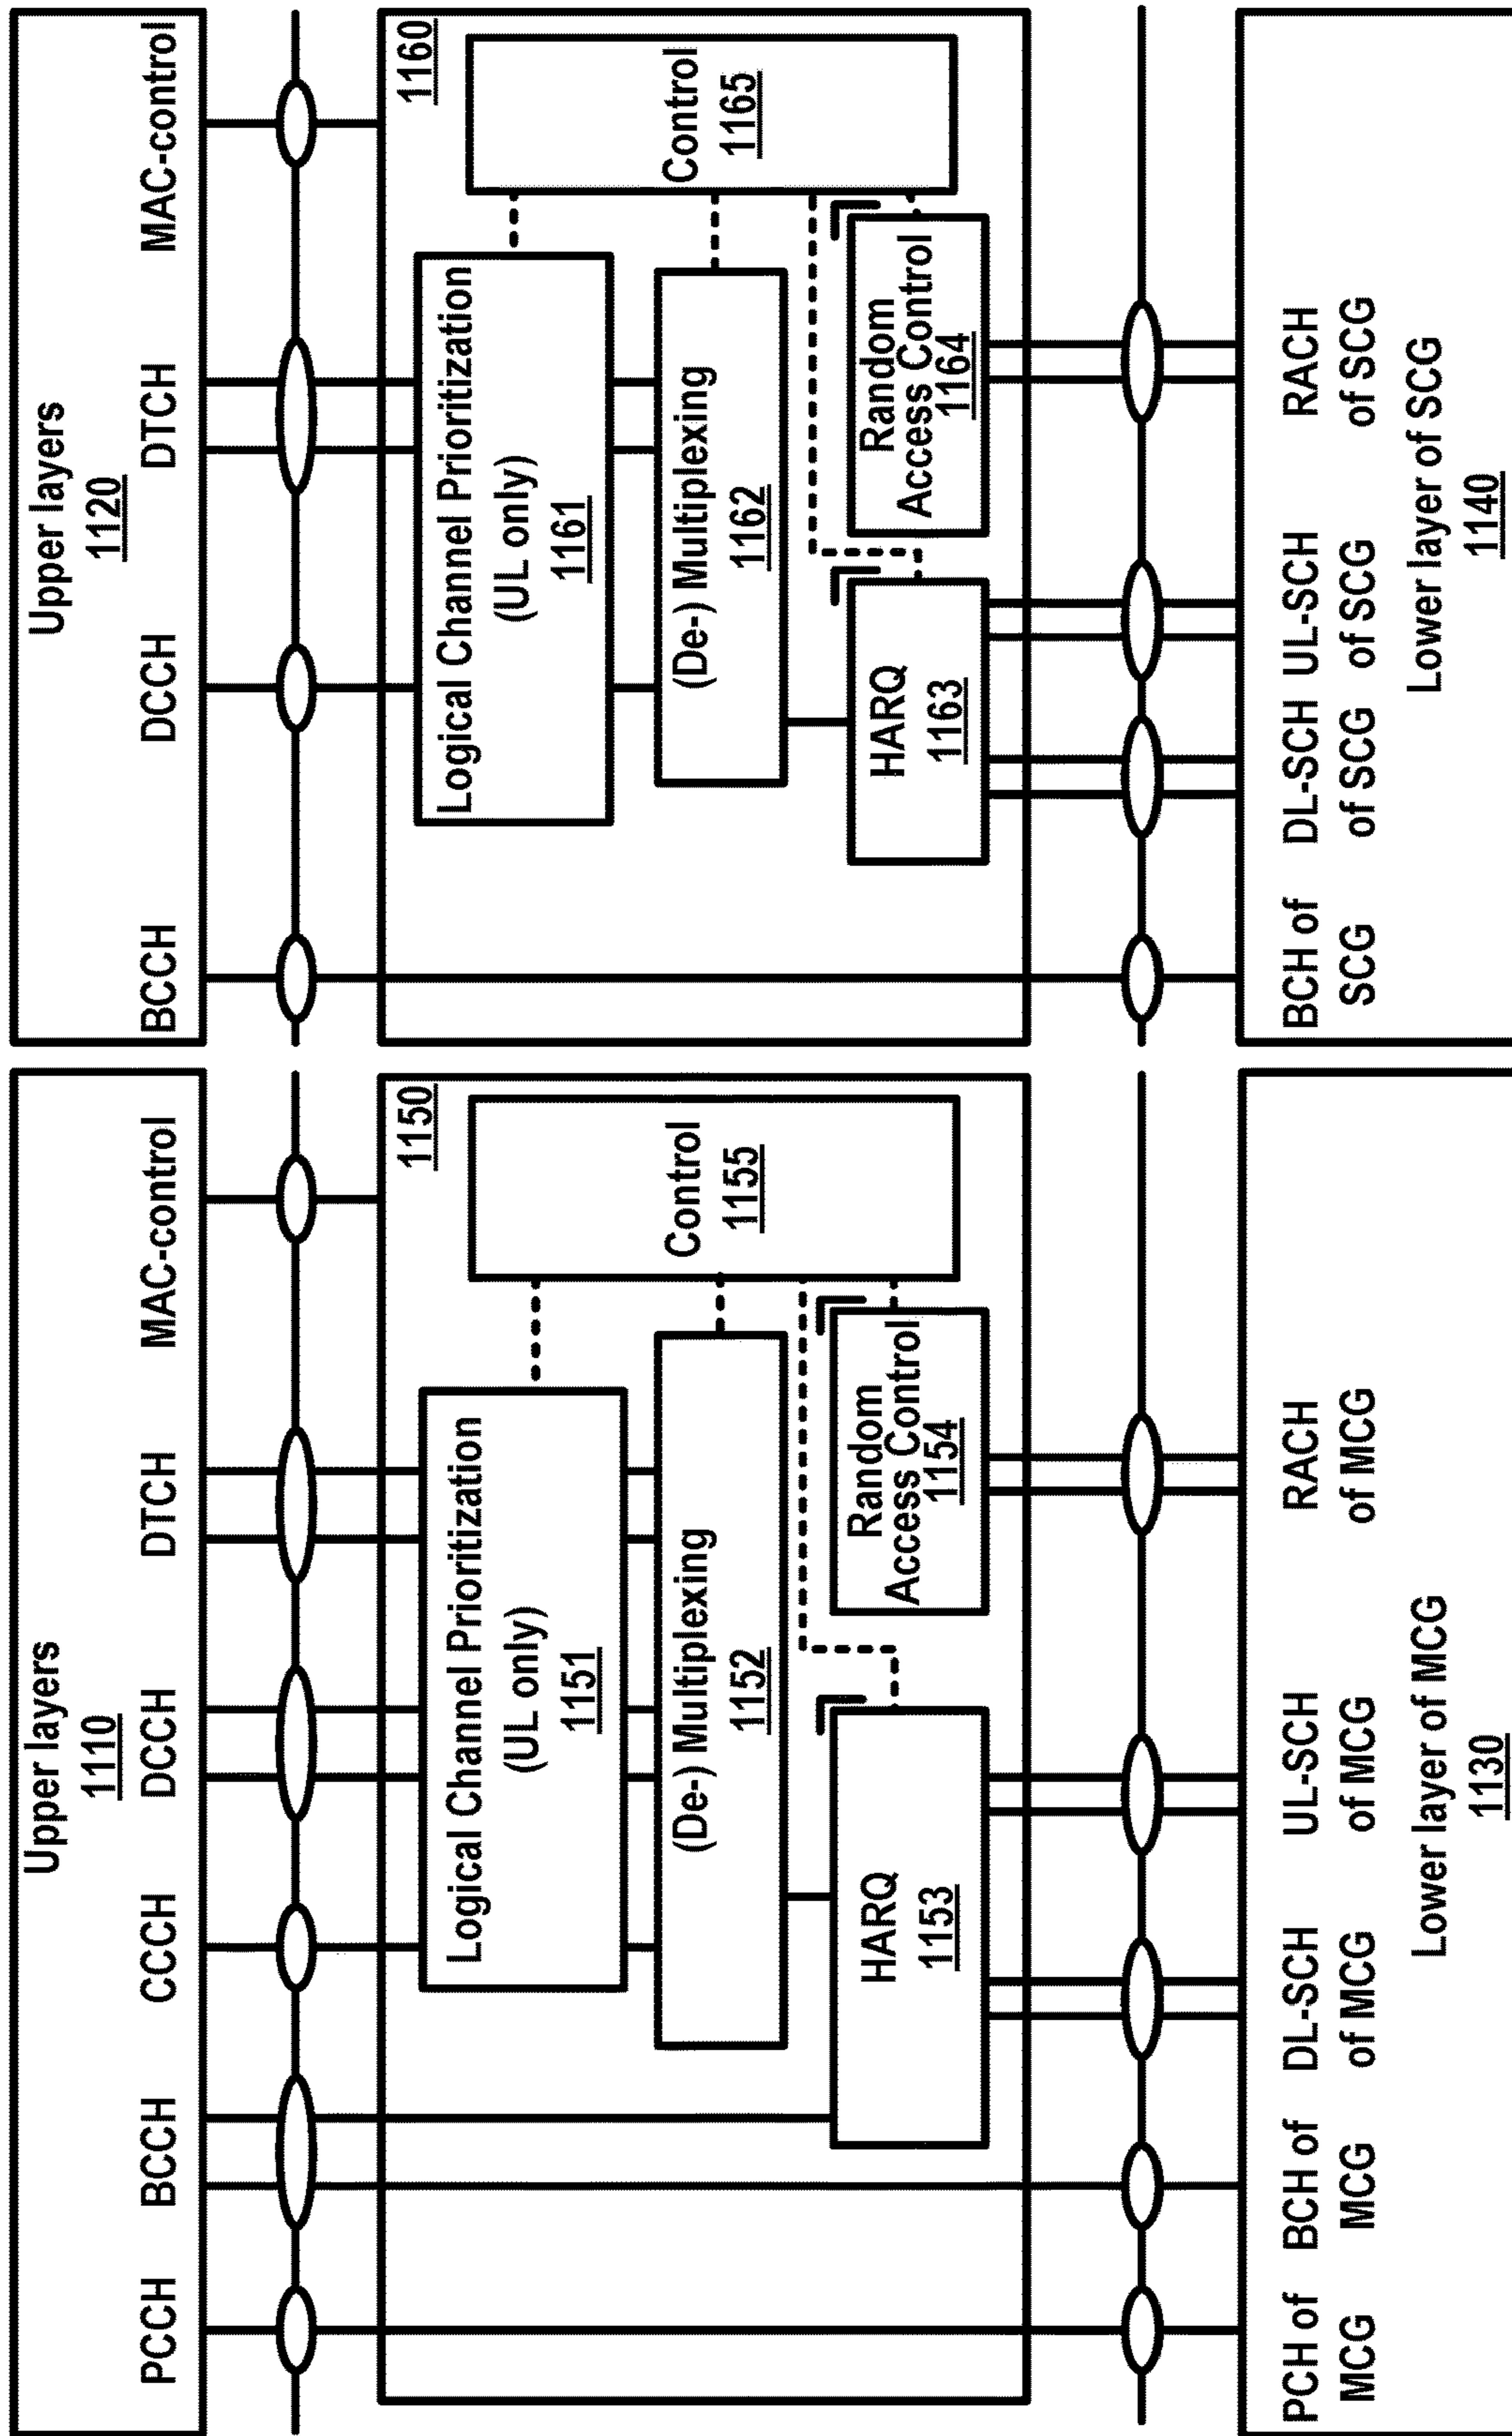 Upper layers
1110
PCCH BCCH CCCH DCCH DTCH MAC-control
1150
Logical Channel Prioritization
(UL only)
1151
(De-) Multiplexing
1152
HARQ
1153
Random
Access Control
1154
Control
1155
PCH of
MCG
BCH of
MCG
DL-SCH
of MCG
UL-SCH
of MCG
RACH
of MCG
Lower layer of MCG
1130
Upper layers
1120
BCCH DCCH DTCH MAC-control
1160
Logical Channel Prioritization
(UL only)
1161
(De-) Multiplexing
1162
HARQ
1163
Random
Access Control
1164
Control
1165
BCH of
SCG
DL-SCH
of SCG
UL-SCH
of SCG
RACH
of SCG
Lower layer of SCG
1140